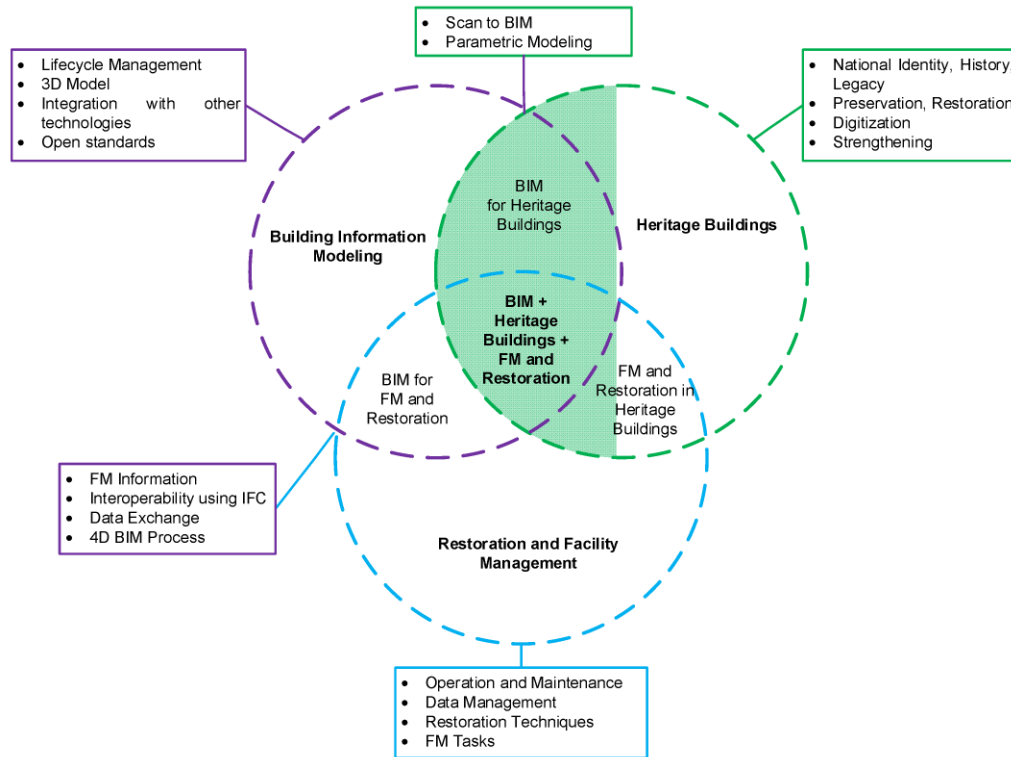 • Scan to BIM
• Parametric Modeling
• Lifecycle Management
• 3D Model
• Integration with other
technologies
• Open standards
• National Identity, History,
Legacy
• Preservation, Restoration
• Digitization
• Strengthening
BIM
for Heritage
Buildings
Building Information
Modeling
Heritage Buildings
BIM +
Heritage
Buildings +
FM and
Restoration
BIM for
FM and
Restoration
FM and
Restoration in
Heritage
Buildings
• FM Information
• Interoperability using IFC
• Data Exchange
• 4D BIM Process
Restoration and Facility
Management
• Operation and Maintenance
• Data Management
• Restoration Techniques
• FM Tasks